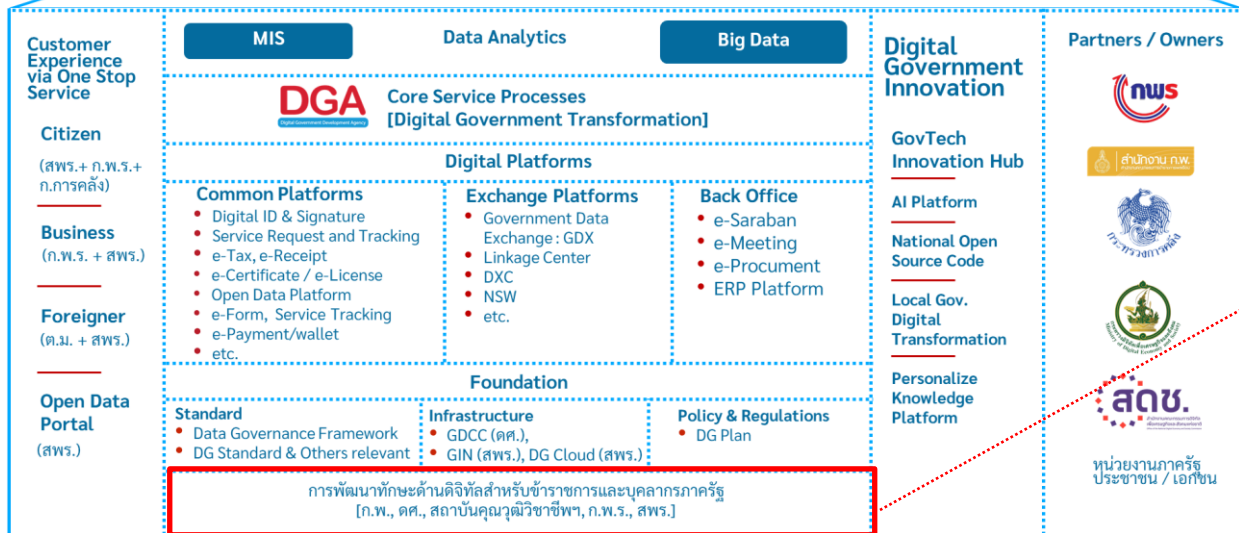 Customer
Experience
via One Stop
Service
Citizen
(สพร.+ ก.พ.ร.+
ก.การคลัง)
Business
(ก.พ.ร. + สพร.)
Foreigner
(ต.ม. + สพร.)
Open Data
Portal
(สพร.)
MIS
Data Analytics
Big Data
DGA
Digital Government Development Agency
Core Service Processes
[Digital Government Transformation]
Digital Platforms
Common Platforms
• Digital ID & Signature
• Service Request and Tracking
• e-Tax, e-Receipt
• e-Certificate / e-License
• Open Data Platform
• e-Form, Service Tracking
• e-Payment/wallet
• etc.
Exchange Platforms
• Government Data
Exchange : GDX
• Linkage Center
• DXC
• NSW
• etc.
Back Office
• e-Saraban
• e-Meeting
• e-Procument
• ERP Platform
Foundation
Standard
• Data Governance Framework
• DG Standard & Others relevant
Infrastructure
• GDCC (ดศ.),
• GIN (สพร.), DG Cloud (สพร.)
Policy & Regulations
• DG Plan
การพัฒนาทักษะด้านดิจิทัลสำหรับข้าราชการและบุคลากรภาครัฐ
[ก.พ., ดศ., สถาบันคุณวุฒิวิชาชีพฯ, ก.พ.ร., สพร.]
Digital
Government
Innovation
GovTech
Innovation Hub
AI Platform
National Open
Source Code
Local Gov.
Digital
Transformation
Personalize
Knowledge
Platform
Partners / Owners
กพร
สำนักงาน ก.พ.
กระทรวงการคลัง
Ministry of Digital Economy and Society
สดช.
หน่วยงานภาครัฐ
ประชาชน / เอกชน